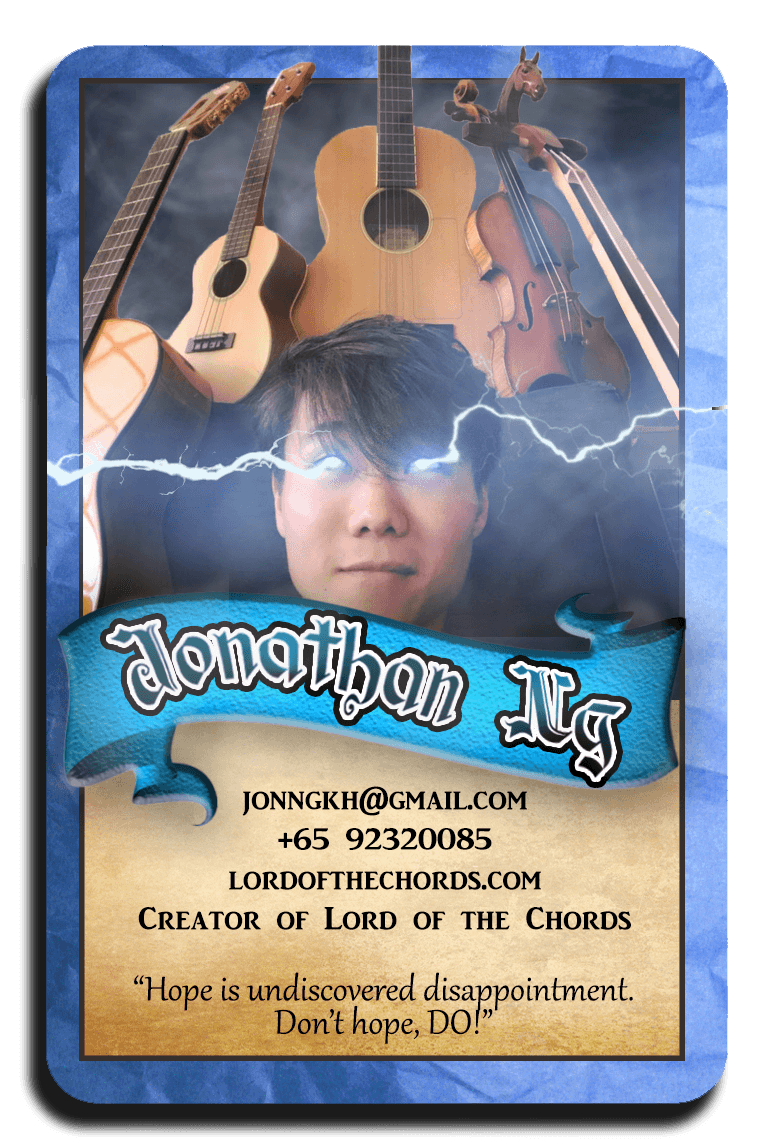 Jonathan Ng
JONNGKH@GMAIL.COM
+65 92320085
LORDOFTHECHORDS.COM
CREATOR OF LORD OF THE CHORDS
“Hope is undiscovered disappointment.
Don’t hope, DO!”